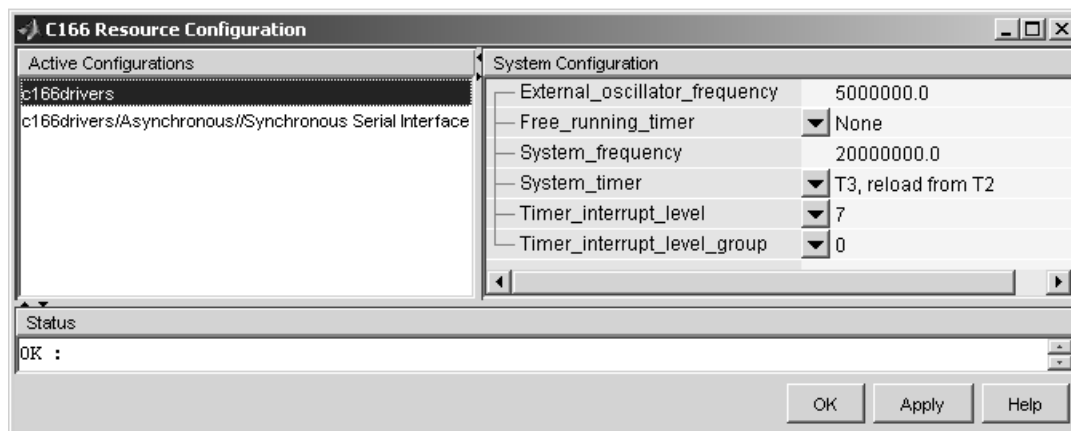 C166 Resource Configuration
Active Configurations
c166drivers
c166drivers/Asynchronous//Synchronous Serial Interface
System Configuration
External_oscillator_frequency 5000000.0
Free_running_timer None
System_frequency 20000000.0
System_timer T3, reload from T2
Timer_interrupt_level 7
Timer_interrupt_level_group 0
Status
OK :
OK Apply Help